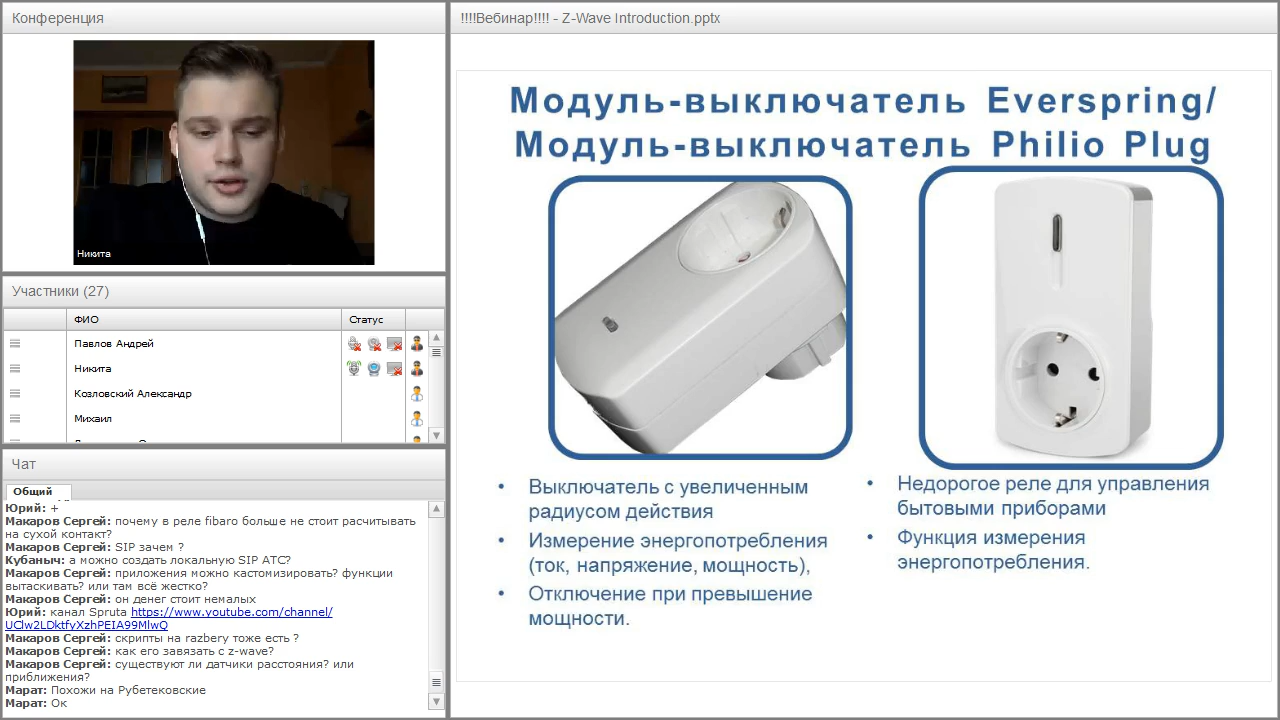 Конференция
Никита
Участники (27)
ФИО
Статус
Павлов Андрей
Никита
Козловский Александр
Михаил
Чат
Общий
Юрий: +
Макаров Сергей: почему в реле fibaro больше не стоит расчитывать
на сухой контакт?
Макаров Сергей: SIP зачем ?
Кубаныч: а можно создать локальную SIP АТС?
Макаров Сергей: приложения можно кастомизировать? функции
вытаскивать? или там всё жестко?
Макаров Сергей: он денег стоит немалых
Юрий: канал Spruta https://www.youtube.com/channel/
UClw2LDktfyXzhPEIA99MlwQ
Макаров Сергей: скрипты на razbery тоже есть ?
Макаров Сергей: как его завязать с z-wave?
Макаров Сергей: существуют ли датчики расстояния? или
приближения?
Марат: Похожи на Рубетековские
Марат: Ок
!!!!Вебинар!!!! - Z-Wave Introduction.pptx
Модуль-выключатель Everspring/
Модуль-выключатель Philio Plug
• Выключатель с увеличенным
радиусом действия
• Измерение энергопотребления
(ток, напряжение, мощность),
• Отключение при превышение
мощности.
• Недорогое реле для управления
бытовыми приборами
• Функция измерения
энергопотребления.